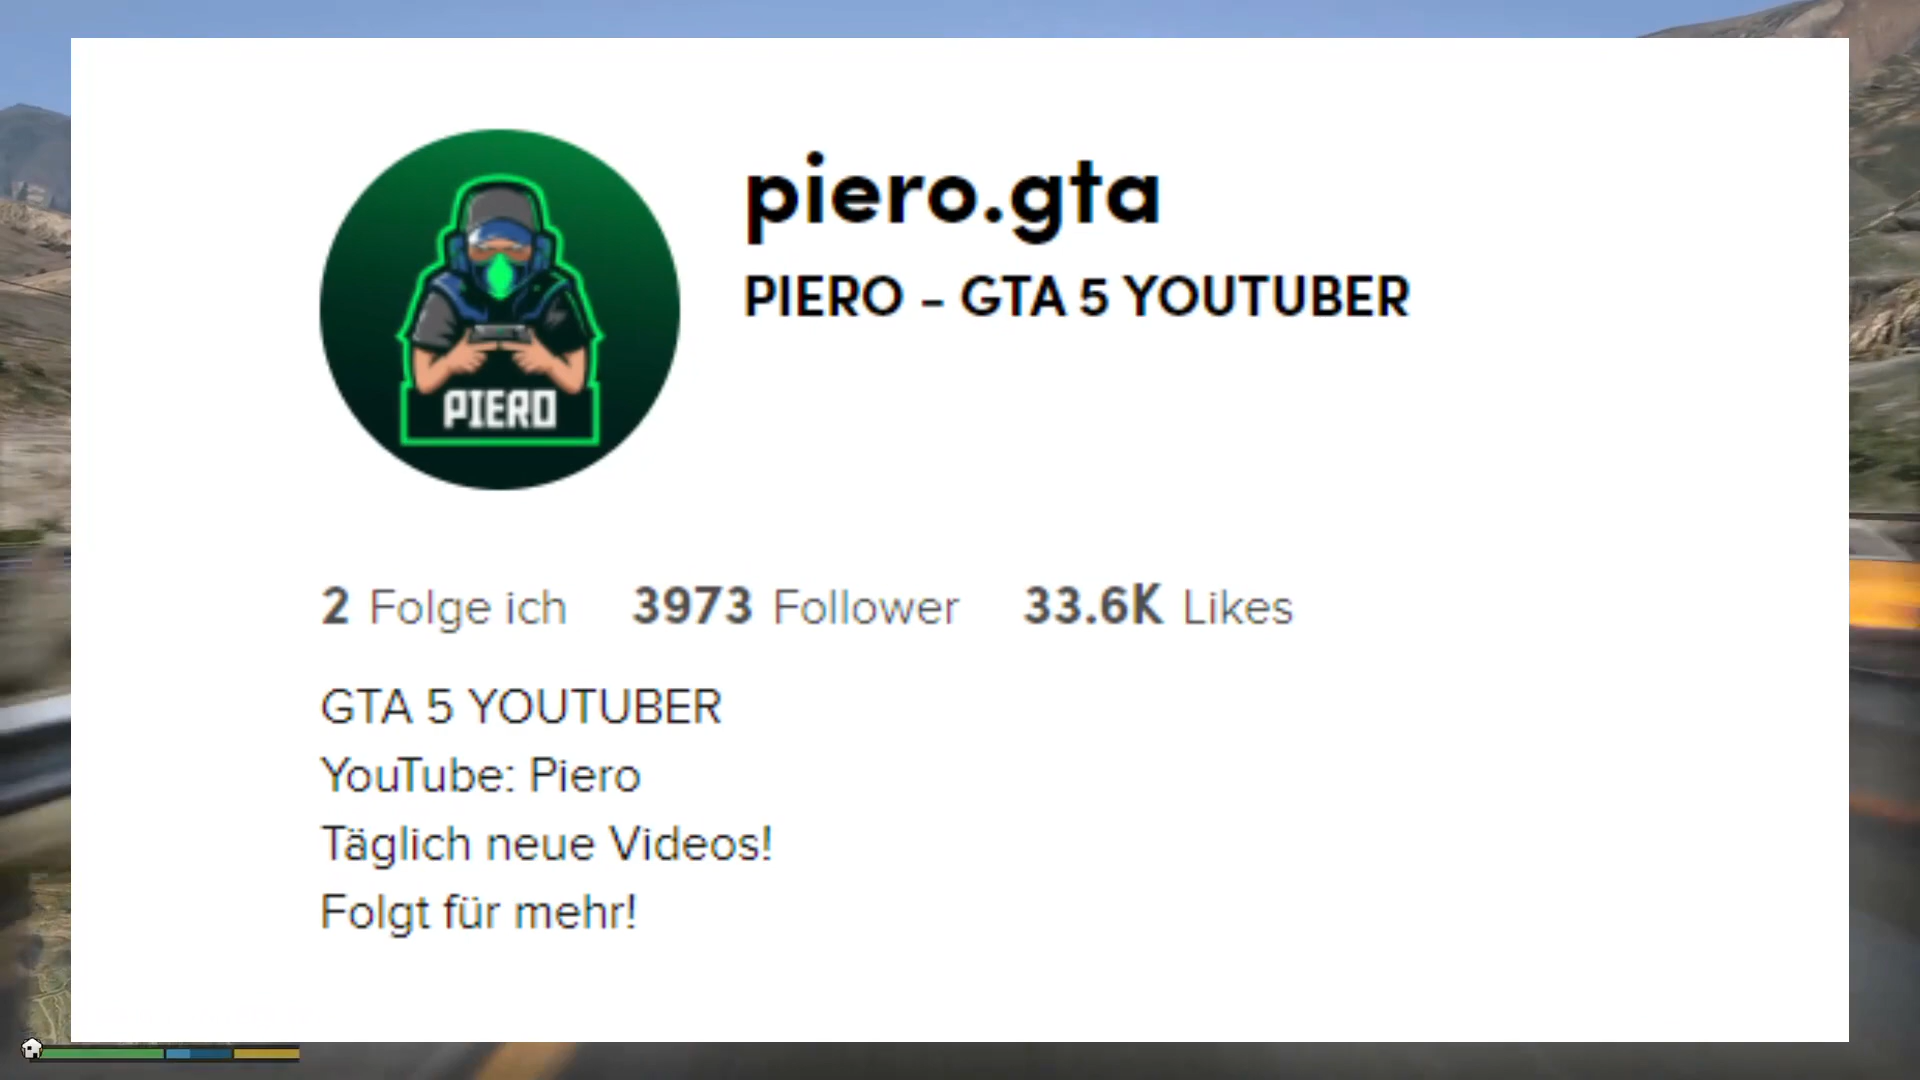 piero.gta
PIERO - GTA 5 YOUTUBER
PIERO
2 Folge ich 3973 Follower 33.6K Likes
GTA 5 YOUTUBER
YouTube: Piero
Täglich neue Videos!
Folgt für mehr!